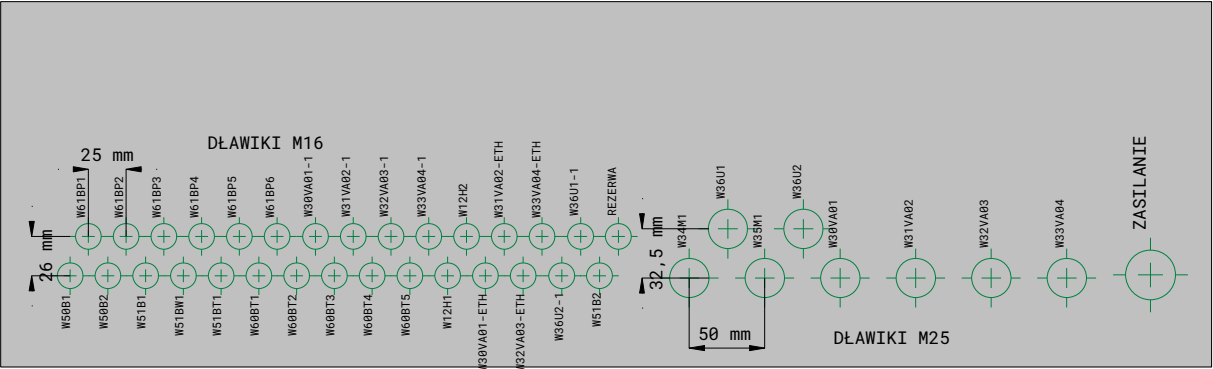 DŁAWIKI M16
25 mm
W61BP1
W61BP2
W61BP3
W61BP4
W61BP5
W61BP6
W30VA01-1
W31VA02-1
W32VA03-1
W33VA04-1
W12H2
W31VA02-ETH
W33VA04-ETH
W36U1-1
REZERWA
26 mm
W50B1
W50B2
W51B1
W51BW1
W51BT1
W60BT1
W60BT2
W60BT3
W60BT4
W60BT5
W12H1
W30VA01-ETH
W32VA03-ETH
W36U2-1
W51B2
W36U1
W36U2
32,5 mm
W34M1
W35M1
W30VA01
W31VA02
W32VA03
W33VA04
ZASILANIE
50 mm
DŁAWIKI M25